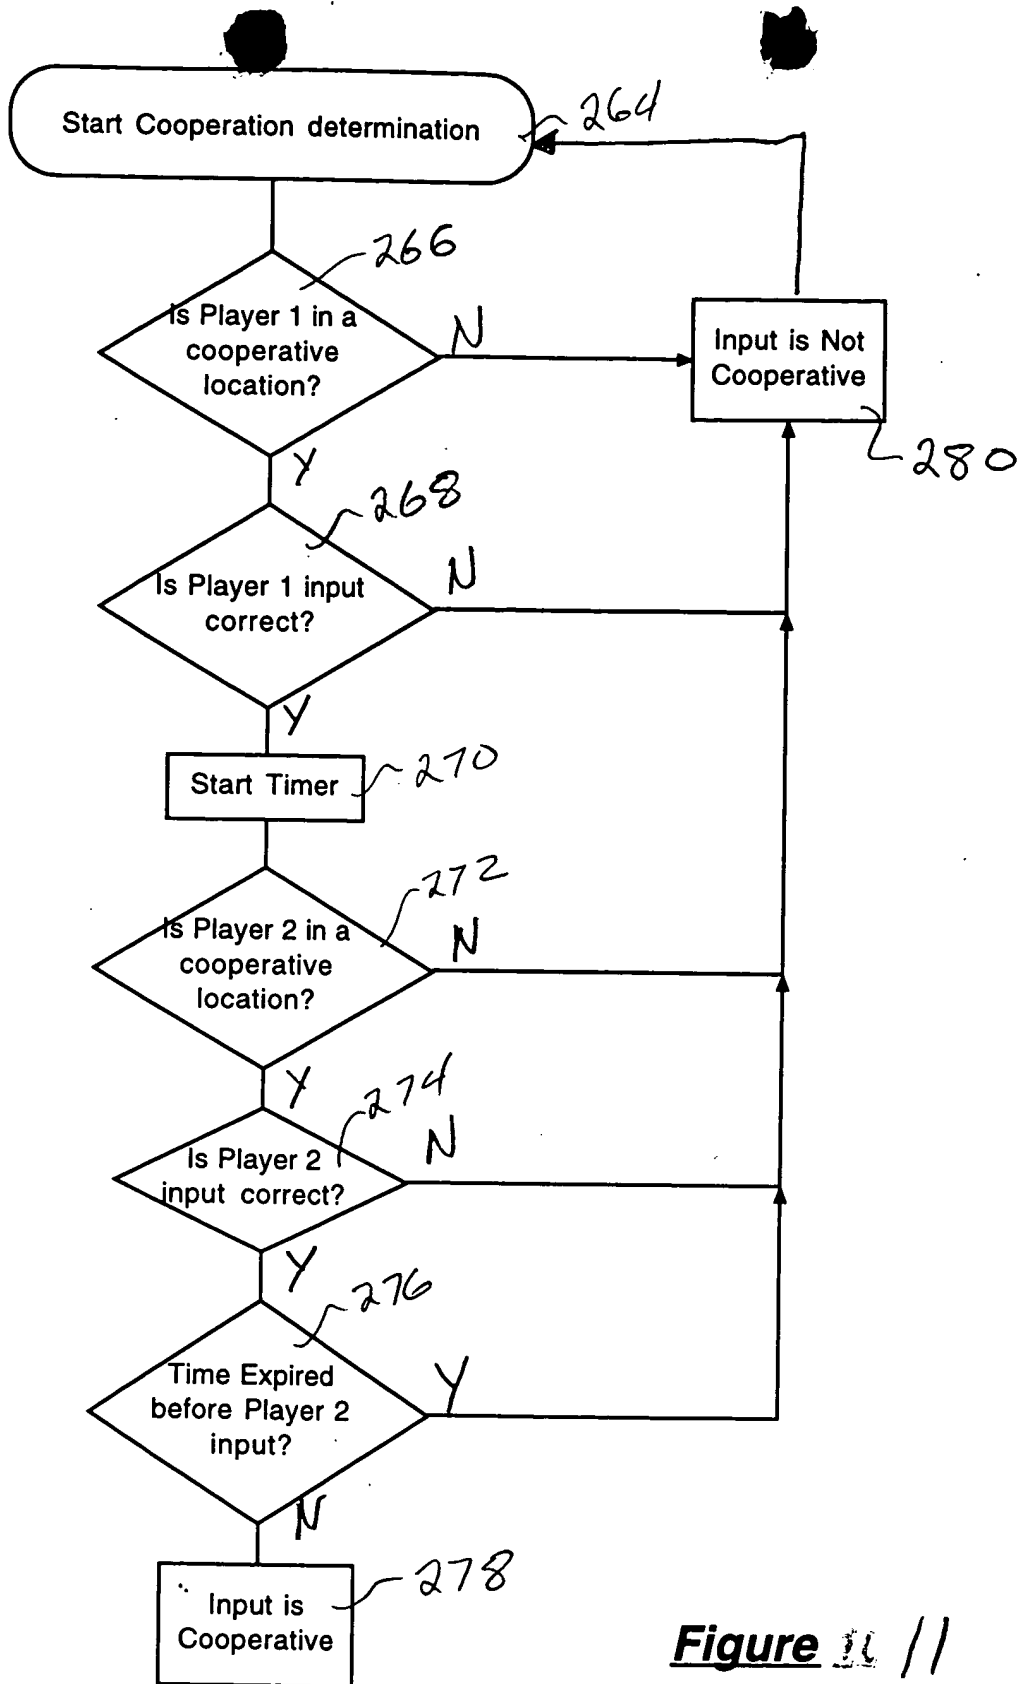 Start Cooperation determination
264
266
Is Player 1 in a
cooperative
location?
N
Input is Not
Cooperative
280
Y
268
Is Player 1 input
correct?
N
Y
Start Timer
270
272
Is Player 2 in a
cooperative
location?
N
Y
274
Is Player 2
input correct?
N
Y
276
Time Expired
before Player 2
input?
Y
N
278
Input is
Cooperative
Figure 11